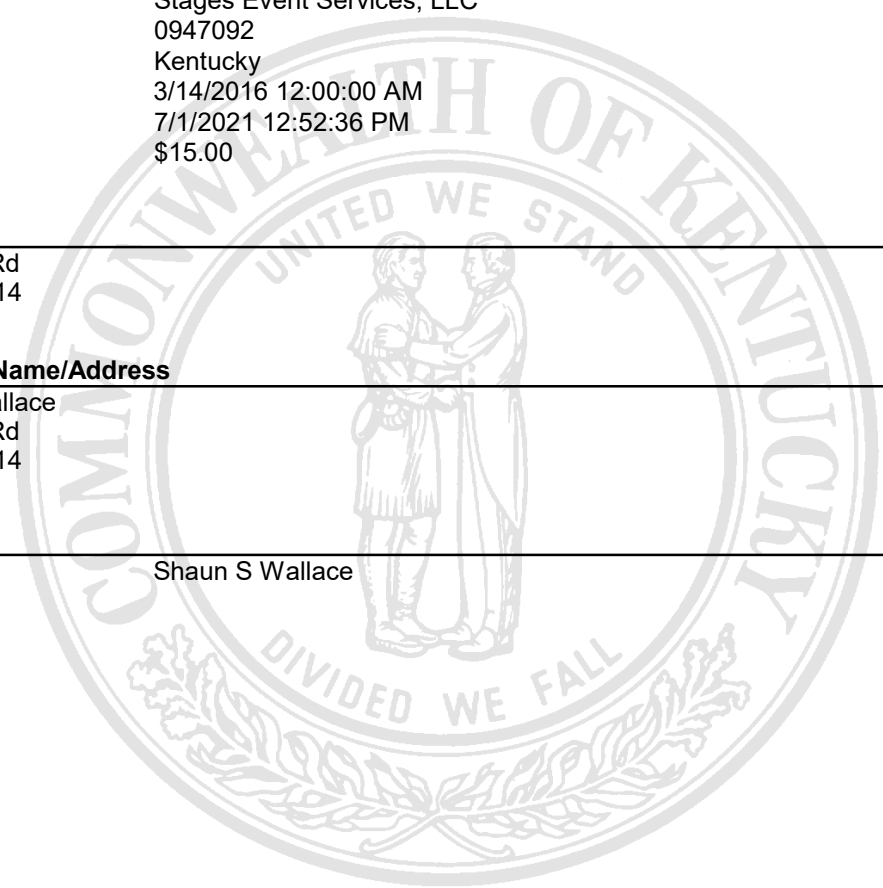 Stages Event Services, LLC
0947092
Kentucky
3/14/2016 12:00:00 AM
7/1/2021 12:52:36 PM
$15.00
Rd
14
Name/Address
allace
Rd
14
Shaun S Wallace
COMMONWEALTH OF KENTUCKY
UNITED WE STAND
DIVIDED WE FALL